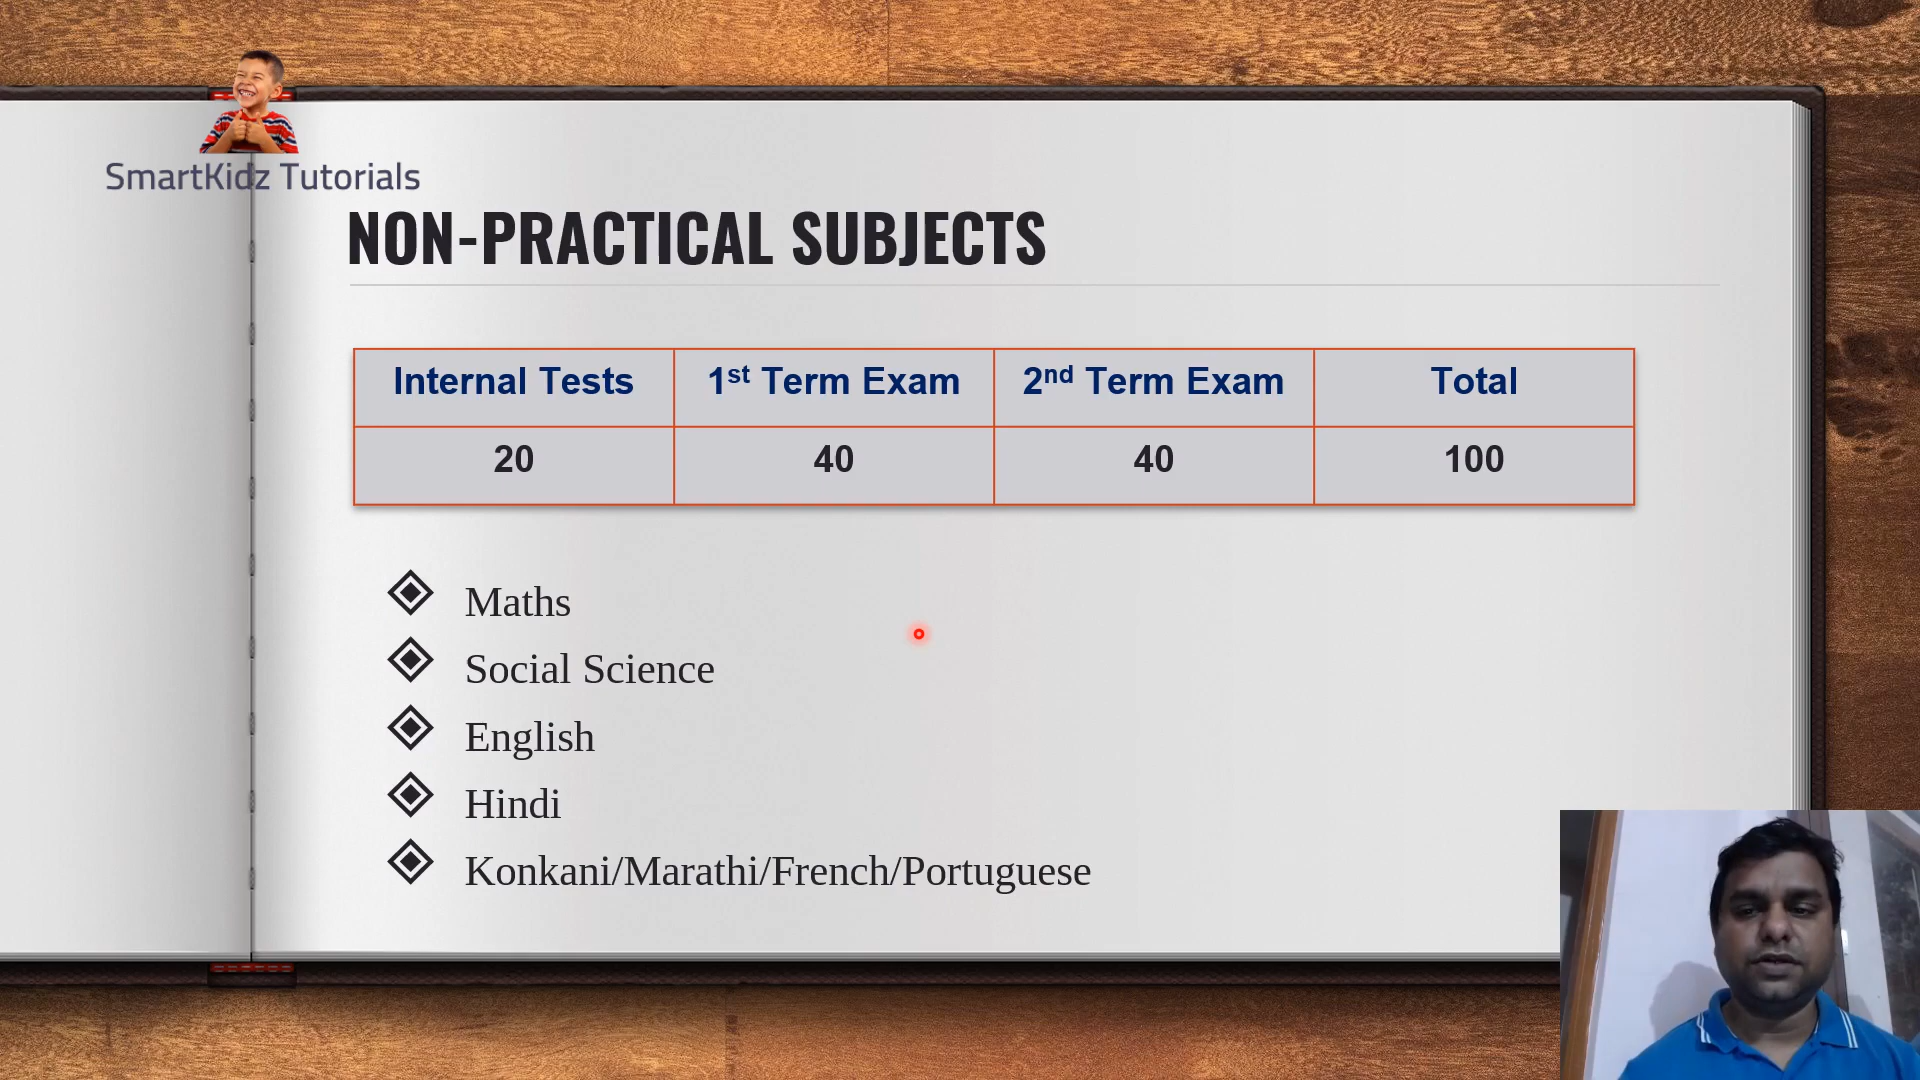 SmartKidz Tutorials
NON-PRACTICAL SUBJECTS
Internal Tests 1st Term Exam 2nd Term Exam Total
20 40 40 100
Maths
Social Science
English
Hindi
Konkani/Marathi/French/Portuguese